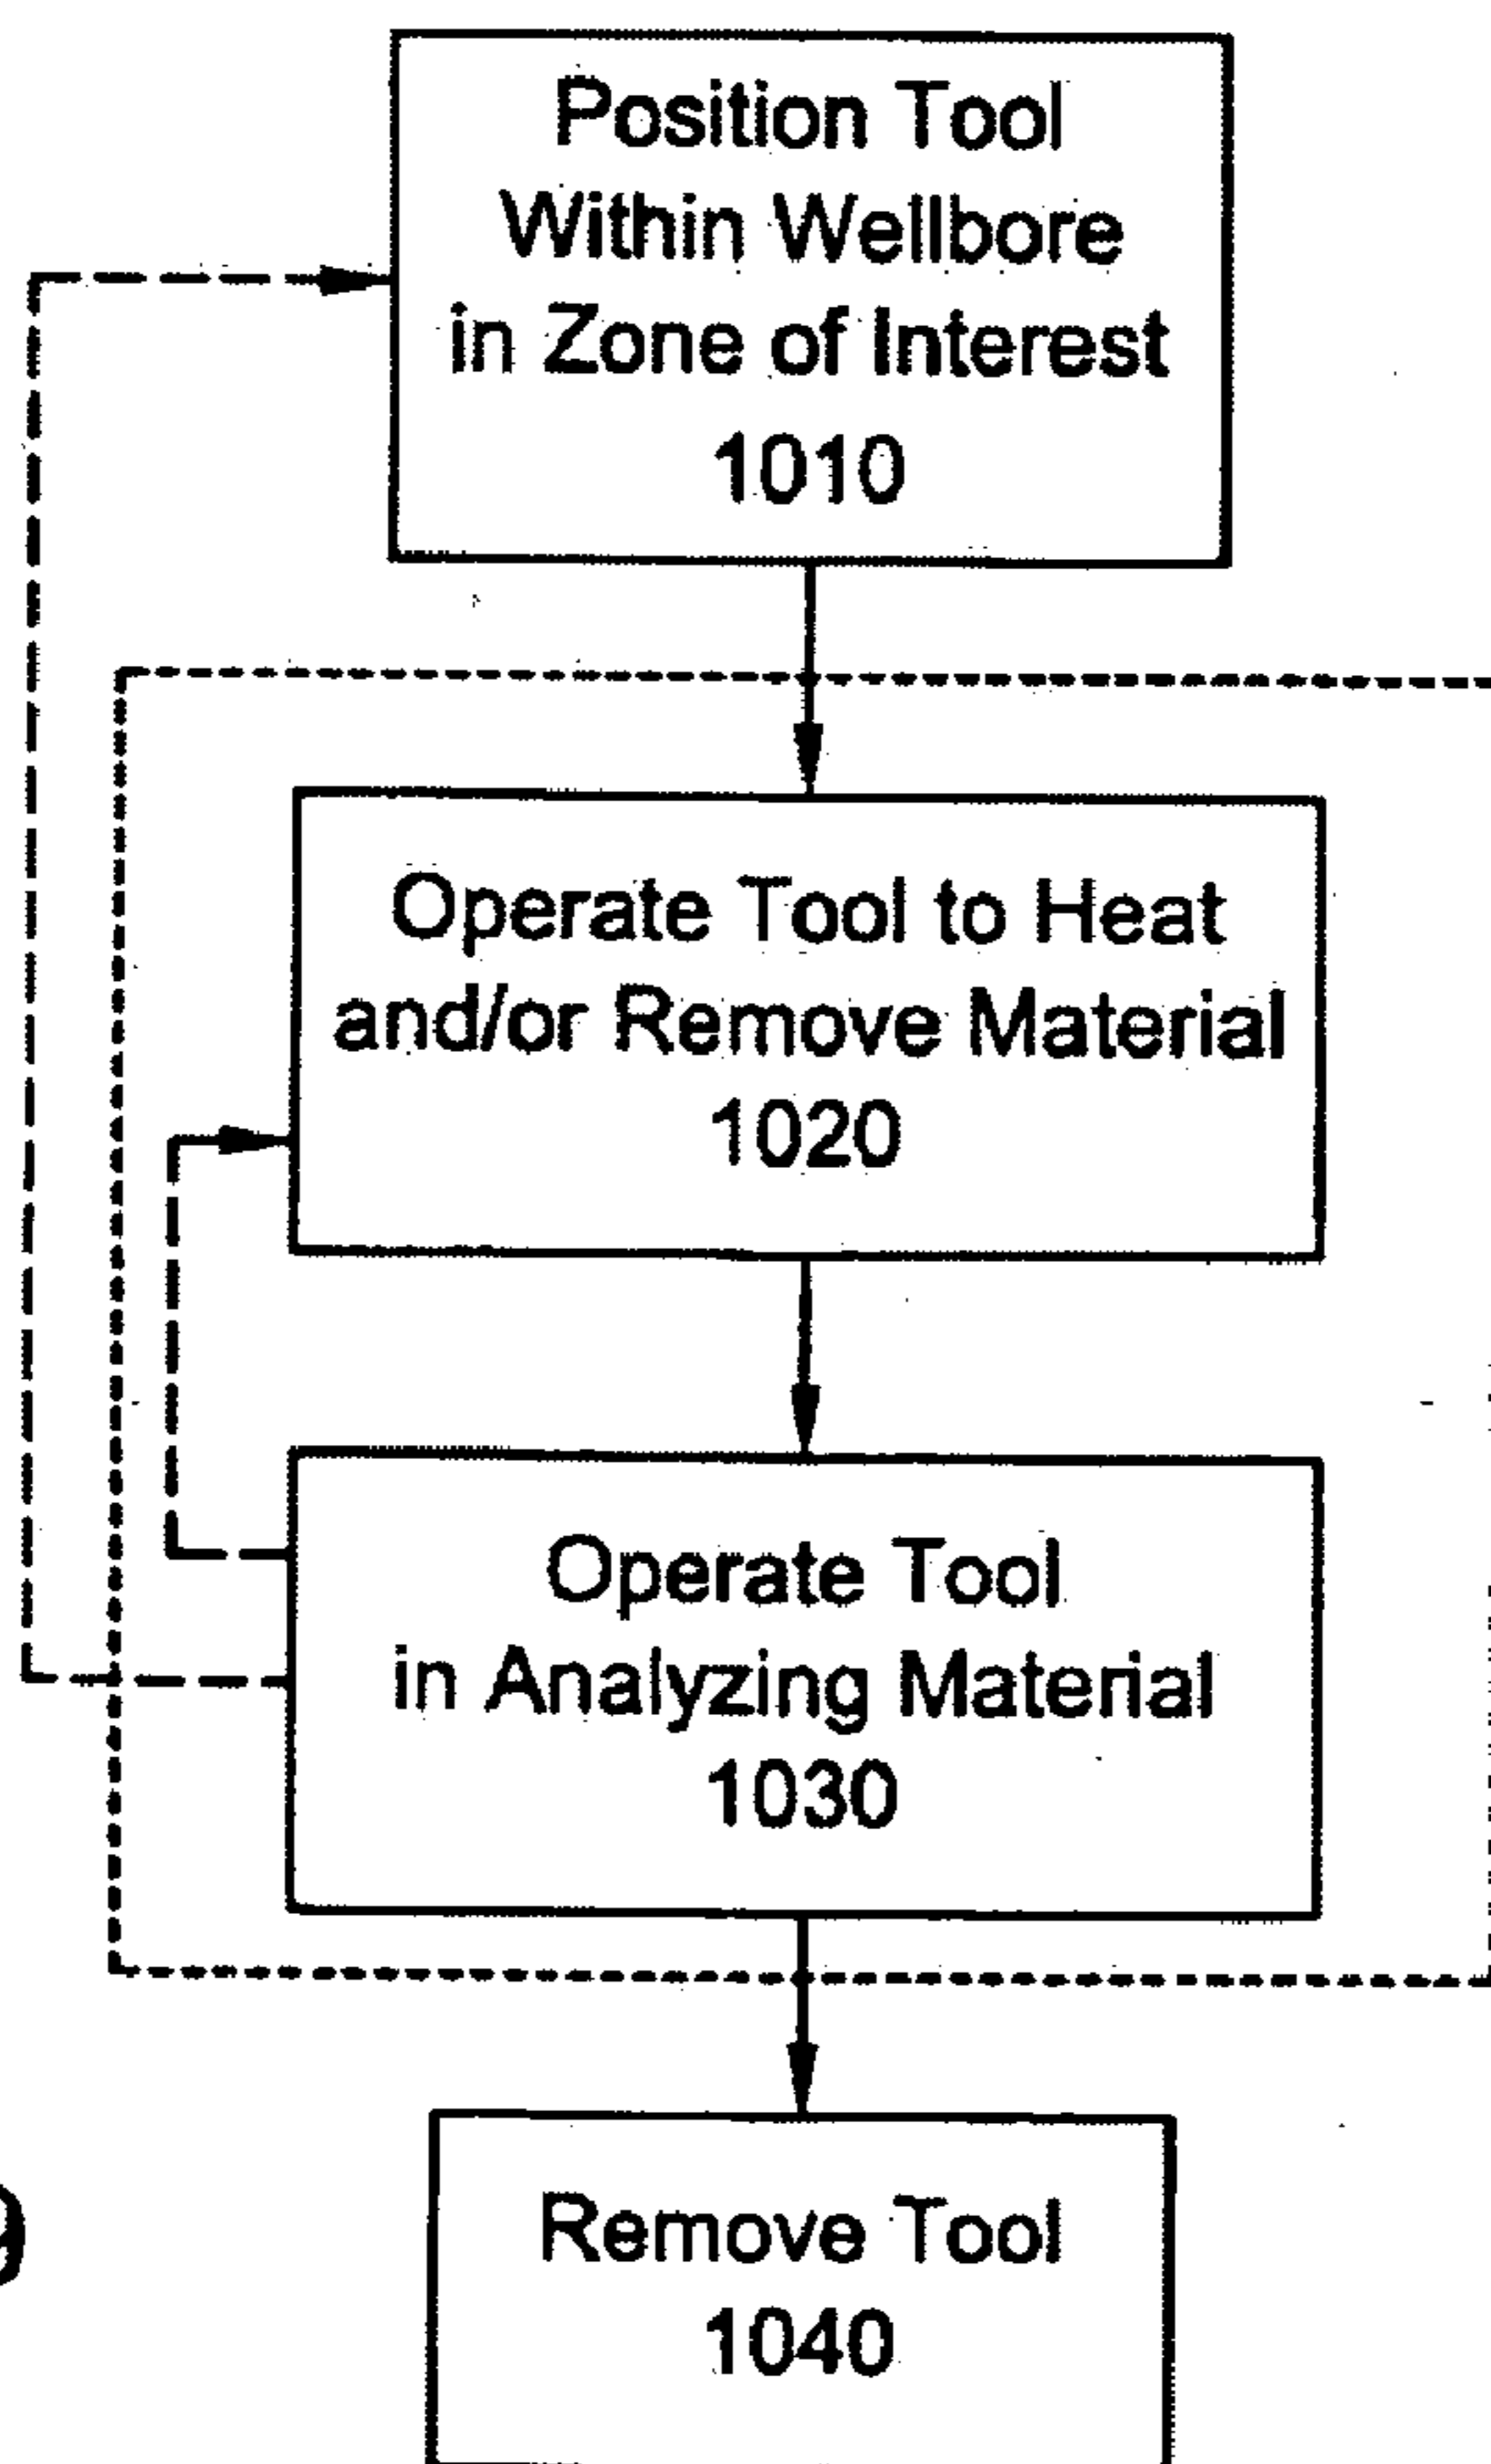 Position Tool
Within Wellbore
in Zone of Interest
1010
Operate Tool to Heat
and/or Remove Material
1020
Operate Tool
in Analyzing Material
1030
Remove Tool
1040